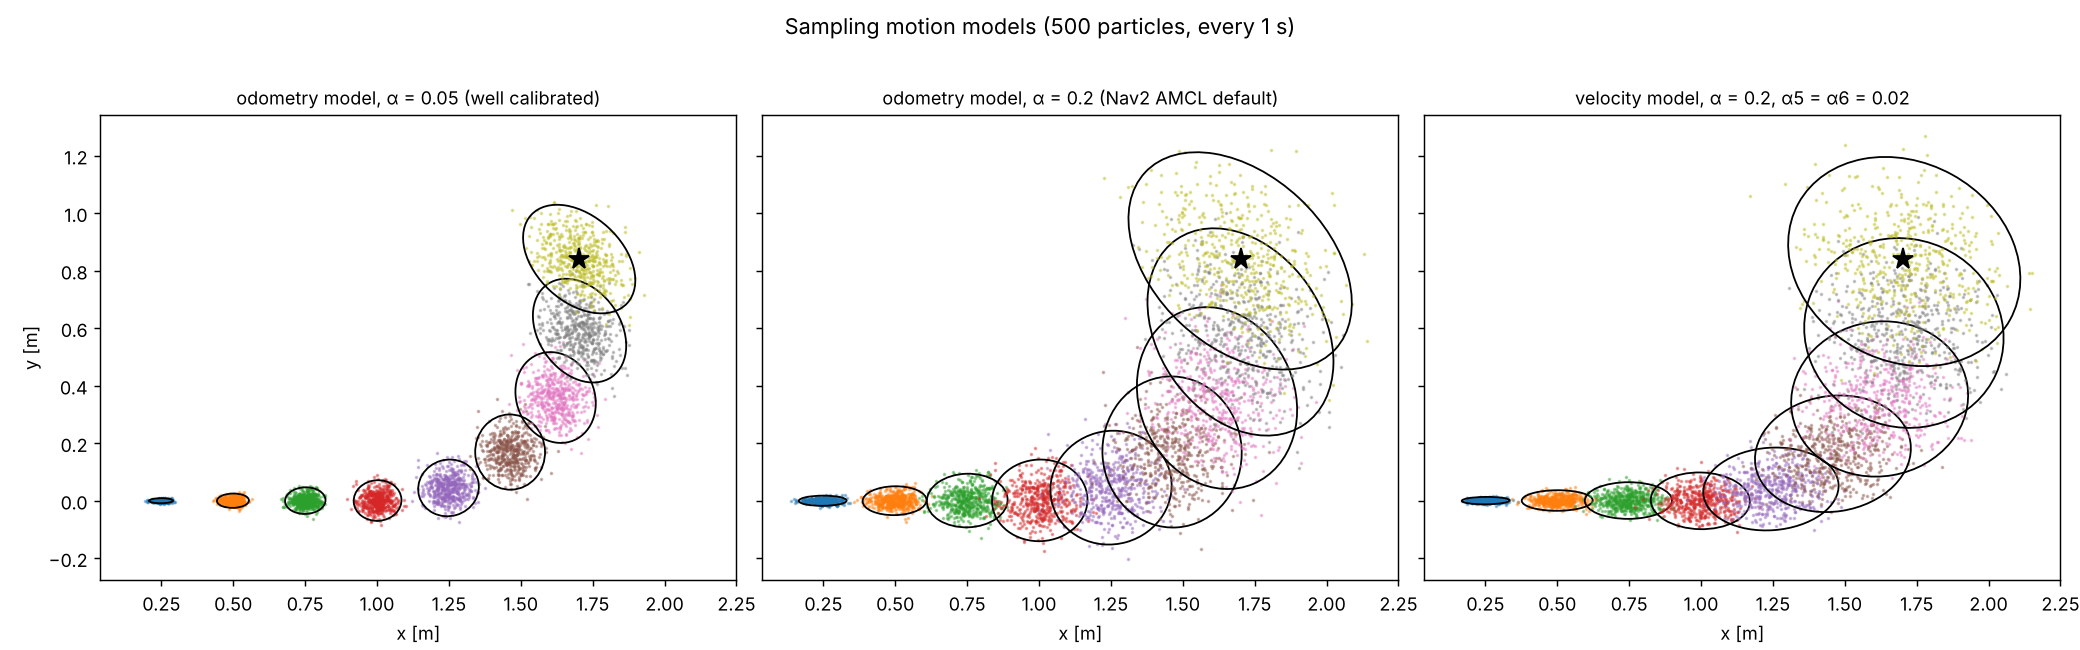 Sampling motion models (500 particles, every 1 s)
odometry model, α = 0.05 (well calibrated)
odometry model, α = 0.2 (Nav2 AMCL default)
velocity model, α = 0.2, α5 = α6 = 0.02
y [m]
1.2
1.0
0.8
0.6
0.4
0.2
0.0
−0.2
0.25 0.50 0.75 1.00 1.25 1.50 1.75 2.00 2.25
0.25 0.50 0.75 1.00 1.25 1.50 1.75 2.00 2.25
0.25 0.50 0.75 1.00 1.25 1.50 1.75 2.00 2.25
x [m]
x [m]
x [m]